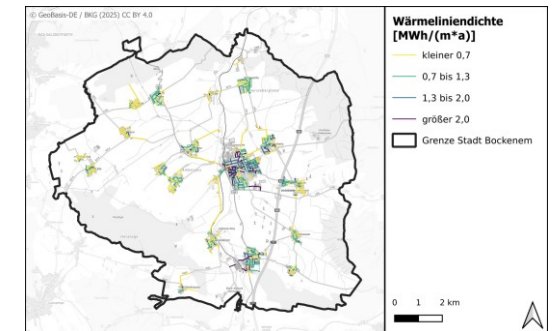 © GeoBasis-DE / BKG (2025) CC BY 4.0
Wärmeliniendichte
[MWh/(m*a)]
kleiner 0,7
0,7 bis 1,3
1,3 bis 2,0
größer 2,0
Grenze Stadt Bockenem
0 1 2 km